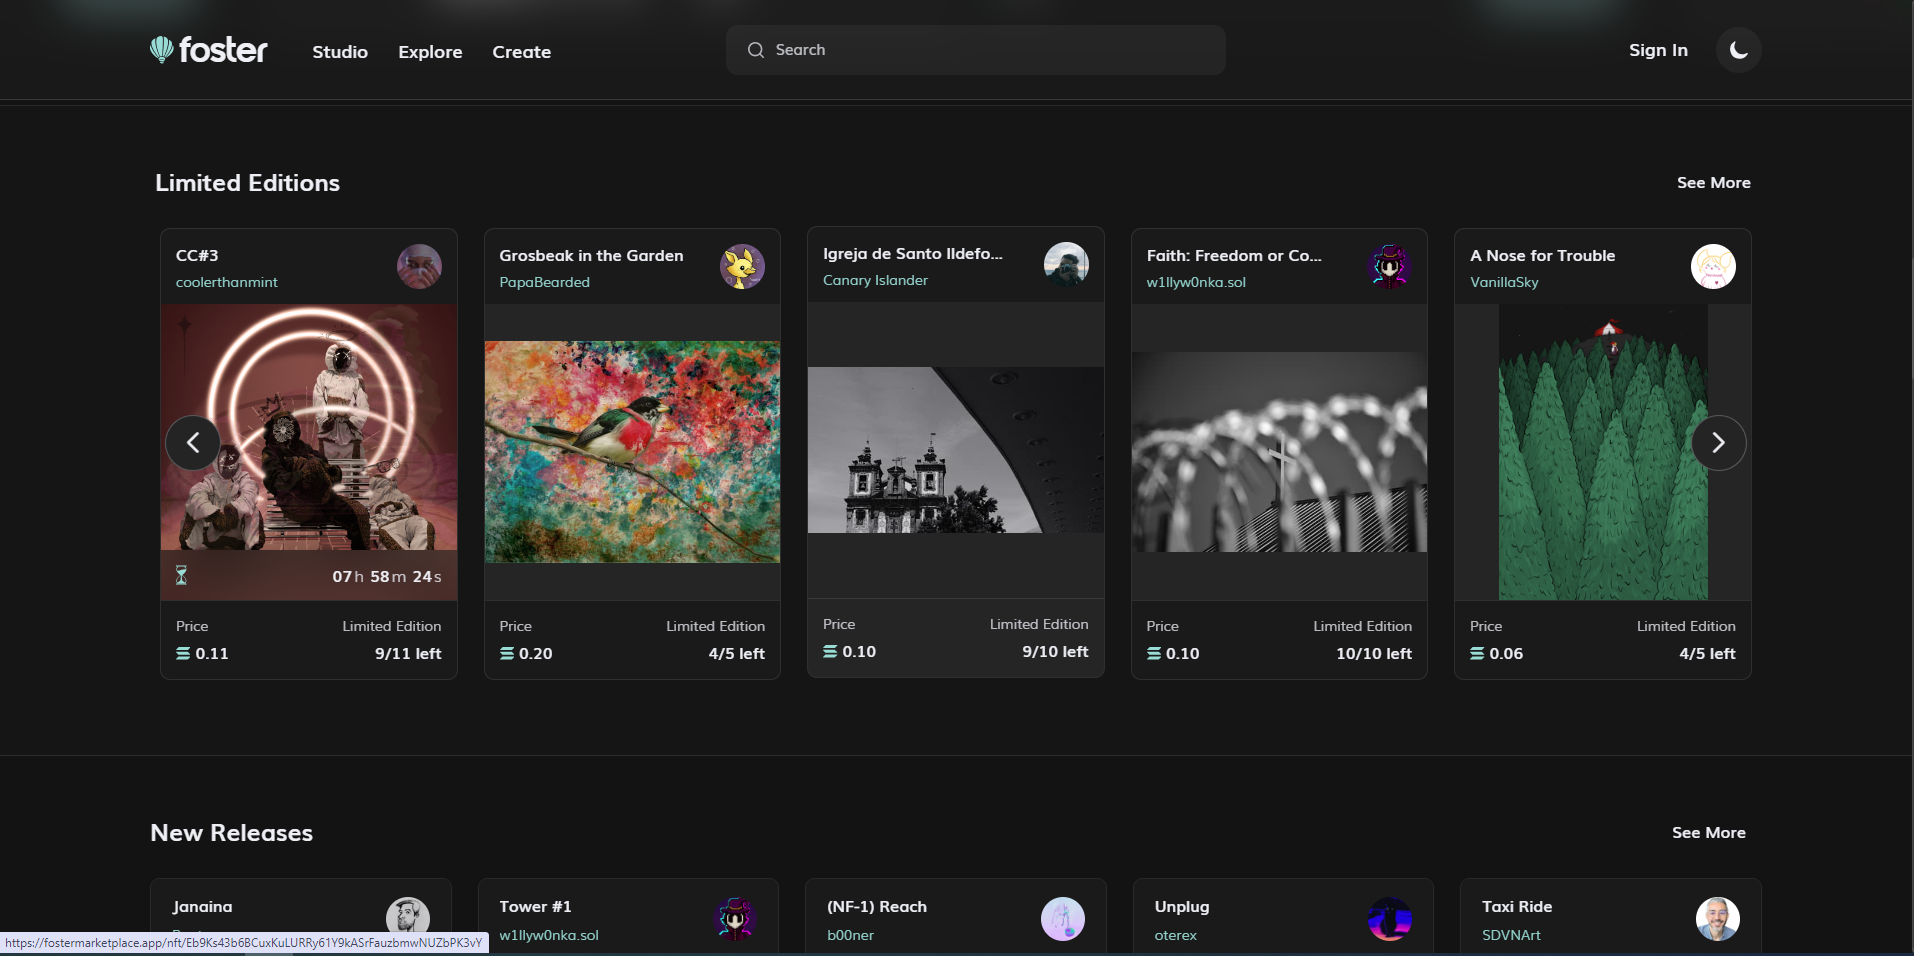 foster
Studio
Explore
Create
Search
Sign In
Limited Editions
See More
CC#3
coolerthanmint
07h 58m 24s
Price
Limited Edition
0.11
9/11 left
Grosbeak in the Garden
PapaBearded
Price
Limited Edition
0.20
4/5 left
Igreja de Santo Ildefo...
Canary Islander
Price
Limited Edition
0.10
9/10 left
Faith: Freedom or Co...
w1llyw0nka.sol
Price
Limited Edition
0.10
10/10 left
A Nose for Trouble
VanillaSky
Price
Limited Edition
0.06
4/5 left
New Releases
See More
Janaina
Tower #1
w1llyw0nka.sol
(NF-1) Reach
b00ner
Unplug
oterex
Taxi Ride
SDVNArt
https://fostermarketplace.app/nft/Eb9Ks43b6BCuxKuLURRy61Y9kASrFauzbmwNUZbPK3vY